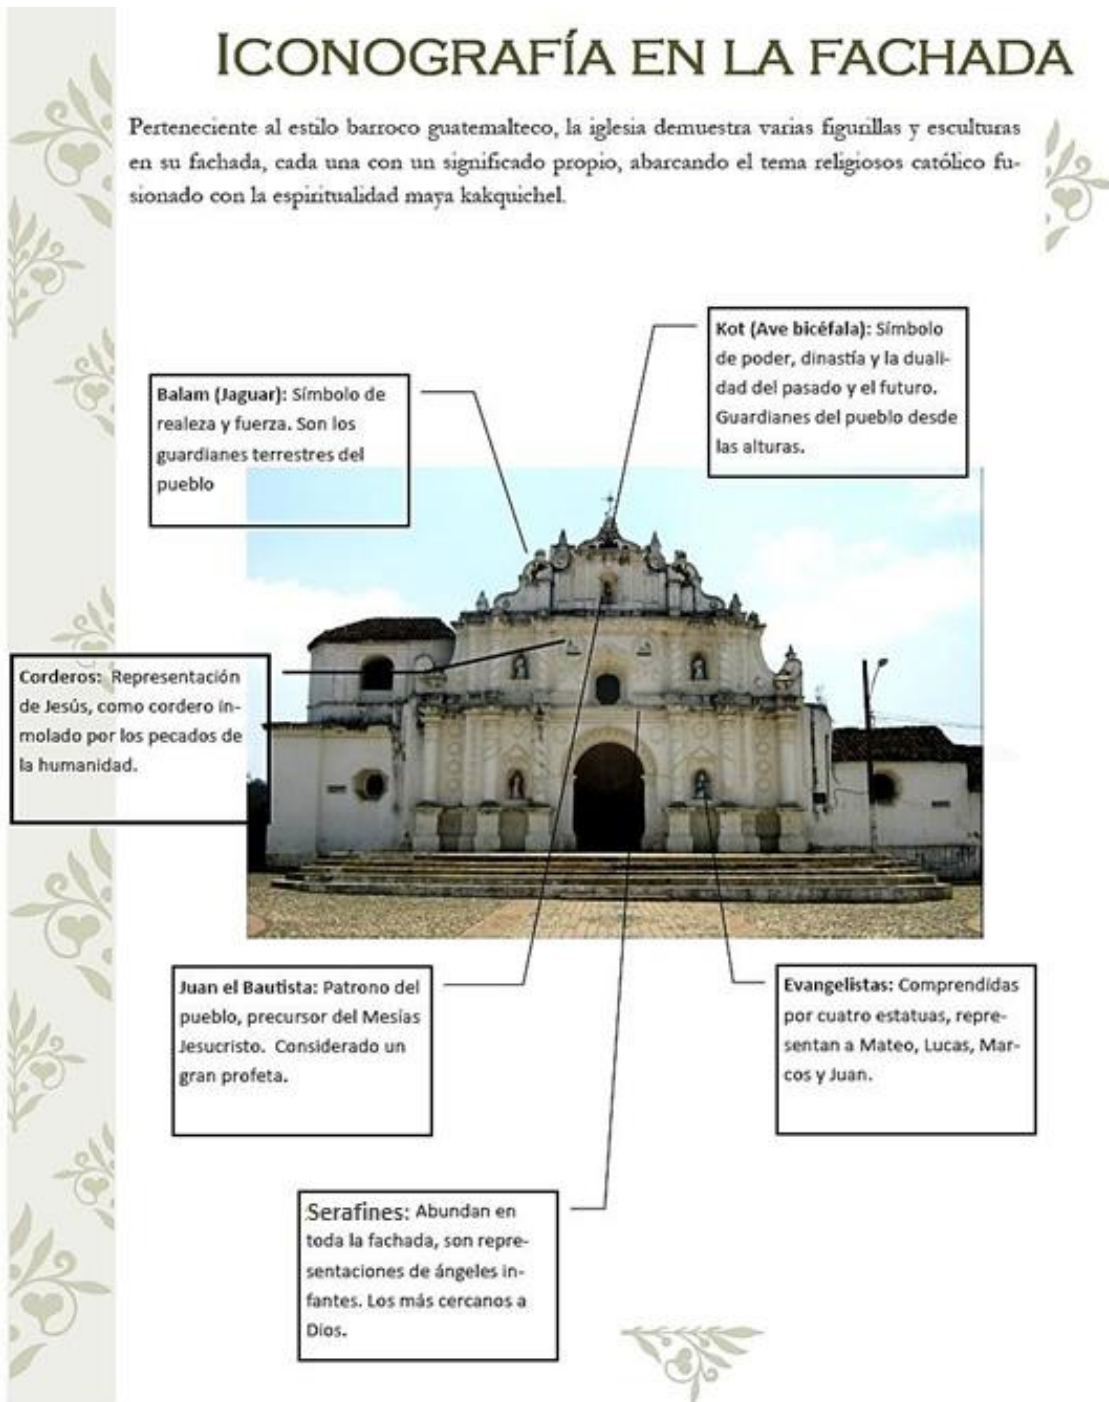 ICONOGRAFÍA EN LA FACHADA
Perteneciente al estilo barroco guatemalteco, la iglesia demuestra varias figurillas y esculturas
en su fachada, cada una con un significado propio, abarcando el tema religiosos católico fu-
sionado con la espiritualidad maya kakquichel.
Kot (Ave bicéfala): Símbolo
de poder, dinastía y la duali-
dad del pasado y el futuro.
Guardianes del pueblo desde
las alturas.
Balam (Jaguar): Símbolo de
realeza y fuerza. Son los
guardianes terrestres del
pueblo
Corderos: Representación
de Jesús, como cordero in-
molado por los pecados de
la humanidad.
Juan el Bautista: Patrono del
pueblo, precursor del Mesías
Jesucristo. Considerado un
gran profeta.
Evangelistas: Comprendidas
por cuatro estatuas, repre-
sentan a Mateo, Lucas, Mar-
cos y Juan.
Serafines: Abundan en
toda la fachada, son repre-
sentaciones de ángeles in-
fantes. Los más cercanos a
Dios.